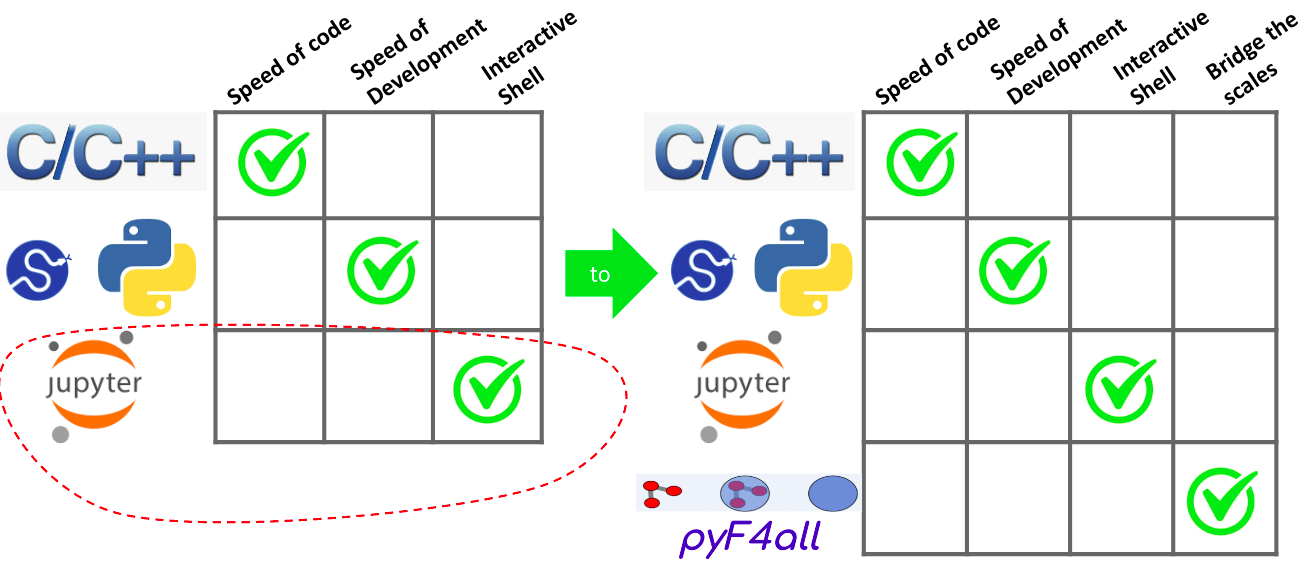 Speed of code
Speed of
Development
Interactive
Shell
C/C++
jupyter
to
Speed of code
Speed of
Development
Interactive
Shell
Bridge the
scales
C/C++
jupyter
pyF4all